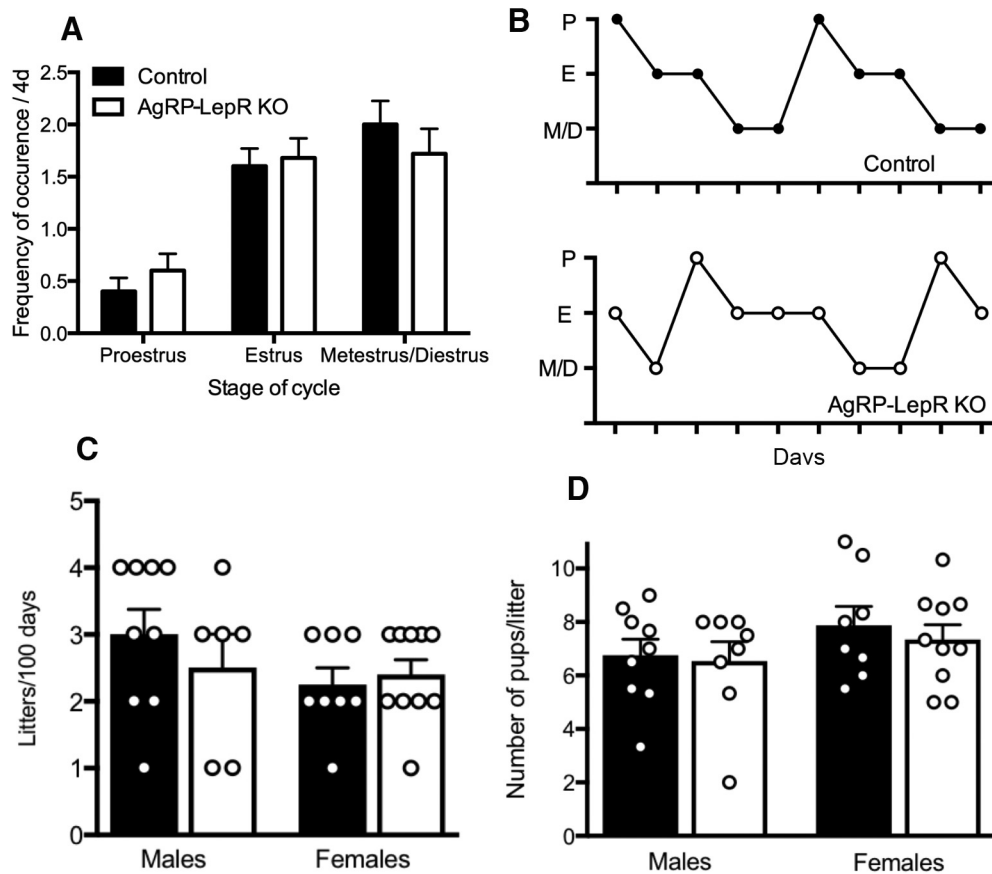 A
Frequency of occurence / 4d
2.5
2.0
1.5
1.0
0.5
0.0
Control
AgRP-LepR KO
Proestrus
Estrus
Metestrus/Diestrus
Stage of cycle
B
P
E
M/D
Control
P
E
M/D
AgRP-LepR KO
Days
C
Litters/100 days
5
4
3
2
1
0
Males
Females
D
Number of pups/litter
10
8
6
4
2
0
Males
Females